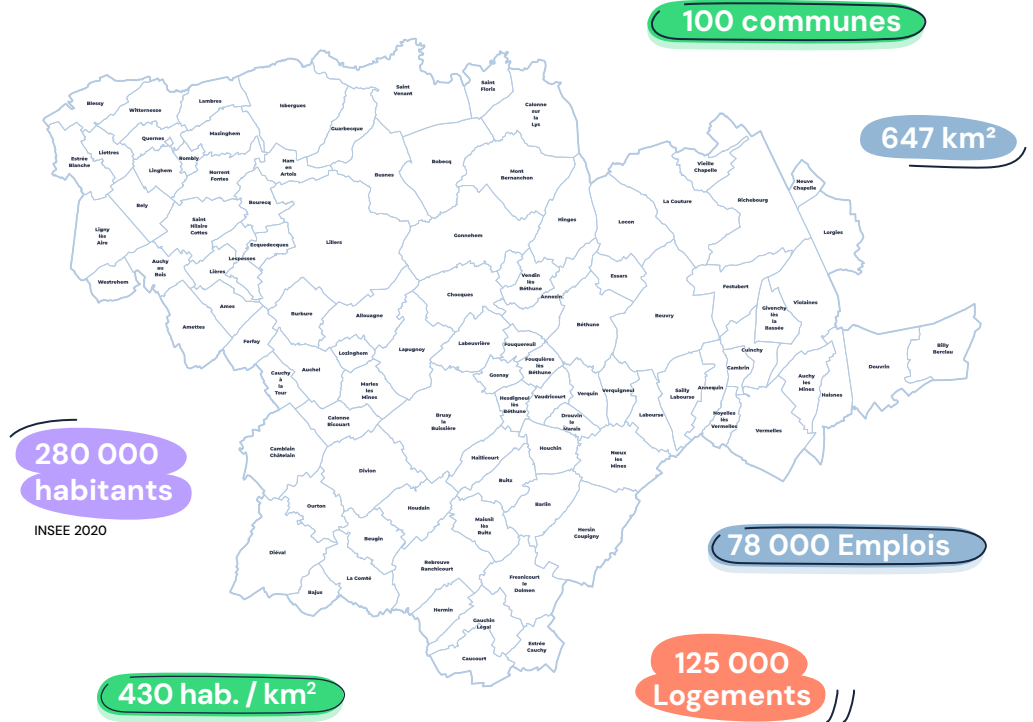 100 communes
647 km²
280 000
habitants
INSEE 2020
78 000 Emplois
125 000
Logements
430 hab. / km²
Blessy
Witternesse
Lambres
Isbergues
Saint
Venant
Saint
Floris
Calonne
sur
la
Lys
Estrée
Blanche
Liettres
Quernes
Mazinghem
Guarbecque
Rombly
Linghem
Norrent
Fontes
Ham
en
Artois
Busnes
Robecq
Mont
Bernanchon
Vieille
Chapelle
Neuve
Chapelle
La Couture
Richebourg
Lorgies
Rely
Bourecq
Ligny
lès
Aire
Saint
Hilaire
Cottes
Ecquedecques
Lillers
Gonnehem
Hinges
Locon
Lespesses
Auchy
au
Bois
Lières
Westrehem
Vendin
lès
Béthune
Essars
Annezin
Chocques
Festubert
Violaines
Givenchy
lès
la
Bassée
Ames
Amettes
Burbure
Allouagne
Béthune
Beuvry
Ferfay
Lozinghem
Lapugnoy
Labeuvrière
Fouquereuil
Fouquières
lès
Béthune
Cuinchy
Cambrin
Billy
Berclau
Douvrin
Cauchy
à
la
Tour
Auchel
Marles
les
Mines
Gosnay
Hesdigneul
lès
Béthune
Vaudricourt
Verquin
Verquigneul
Sailly
Labourse
Annequin
Auchy
les
Mines
Haisnes
Calonne
Ricouart
Bruay
la
Buissière
Drouvin
le
Marais
Labourse
Noyelles
lès
Vermelles
Vermelles
Camblain
Châtelain
Divion
Haillicourt
Houchin
Nœux
les
Mines
Ruitz
Ourton
Houdain
Maisnil
lès
Ruitz
Barlin
Hersin
Coupigny
Diéval
Beugin
Rebreuve
Ranchicourt
La Comté
Bajus
Fresnicourt
le
Dolmen
Hermin
Gauchin
Légal
Estrée
Cauchy
Caucourt